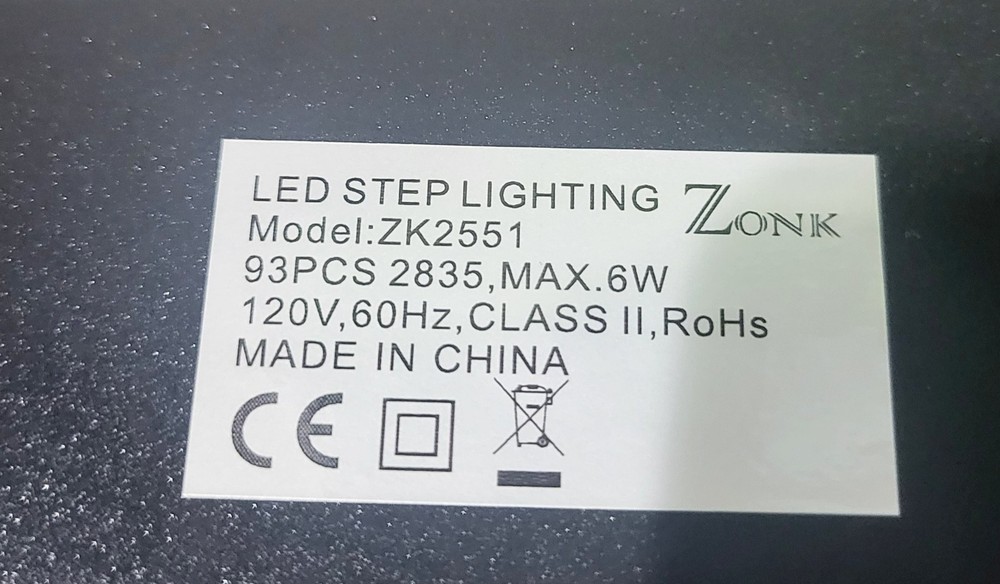 LED STEP LIGHTING ZONK
Model:ZK2551
93PCS 2835,MAX.6W
120V,60Hz,CLASS II,RoHs
MADE IN CHINA
CE